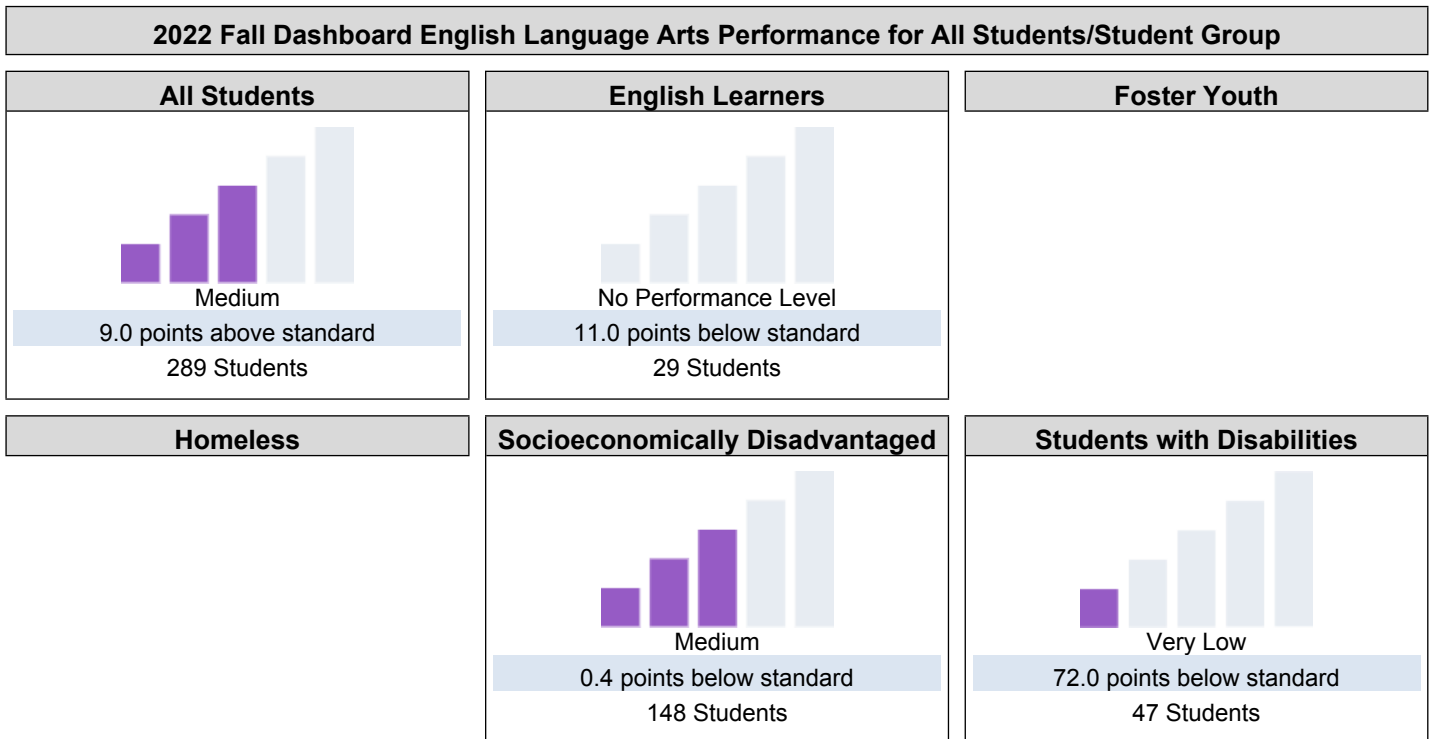 2022 Fall Dashboard English Language Arts Performance for All Students/Student Group
All Students
Medium
9.0 points above standard
289 Students
English Learners
No Performance Level
11.0 points below standard
29 Students
Foster Youth
Homeless
Socioeconomically Disadvantaged
Medium
0.4 points below standard
148 Students
Students with Disabilities
Very Low
72.0 points below standard
47 Students